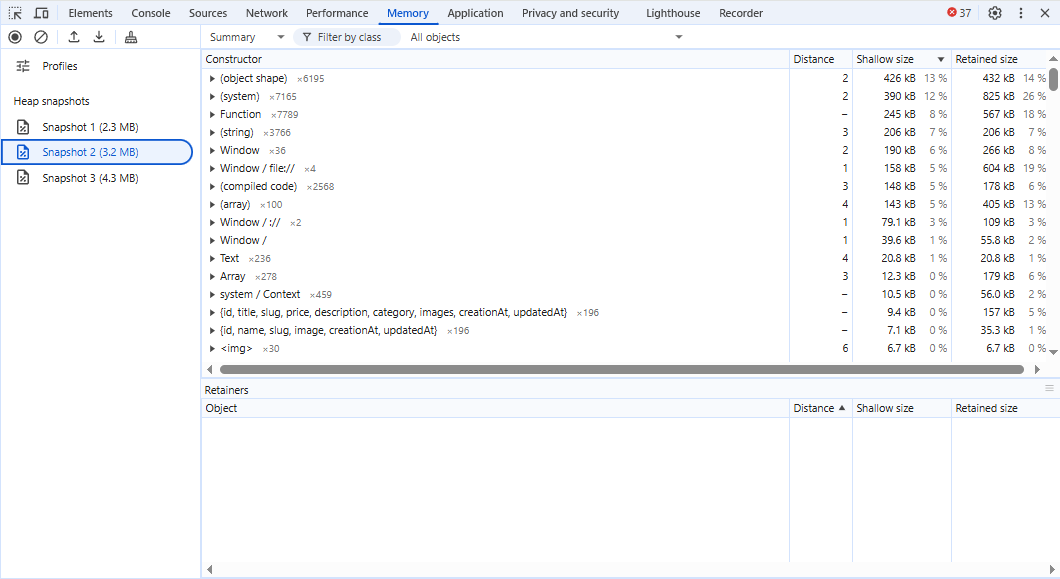 Elements Console Sources Network Performance Memory Application Privacy and security Lighthouse Recorder 37
Summary Filter by class All objects
Profiles
Heap snapshots
Snapshot 1 (2.3 MB)
Snapshot 2 (3.2 MB)
Snapshot 3 (4.3 MB)
Constructor Distance Shallow size ▼ Retained size
(object shape) ×6195 2 426 kB 13 % 432 kB 14 %
(system) ×7165 2 390 kB 12 % 825 kB 26 %
Function ×7789 – 245 kB 8 % 567 kB 18 %
(string) ×3766 3 206 kB 7 % 206 kB 7 %
Window ×36 2 190 kB 6 % 266 kB 8 %
Window / file:// ×4 1 158 kB 5 % 604 kB 19 %
(compiled code) ×2568 3 148 kB 5 % 178 kB 6 %
(array) ×100 4 143 kB 5 % 405 kB 13 %
Window / :// ×2 1 79.1 kB 3 % 109 kB 3 %
Window / 1 39.6 kB 1 % 55.8 kB 2 %
Text ×236 4 20.8 kB 1 % 20.8 kB 1 %
Array ×278 3 12.3 kB 0 % 179 kB 6 %
system / Context ×459 – 10.5 kB 0 % 56.0 kB 2 %
{id, title, slug, price, description, category, images, creationAt, updatedAt} ×196 – 9.4 kB 0 % 157 kB 5 %
{id, name, slug, image, creationAt, updatedAt} ×196 – 7.1 kB 0 % 35.3 kB 1 %
<img> ×30 6 6.7 kB 0 % 6.7 kB 0 %
Retainers
Object Distance ▲ Shallow size Retained size